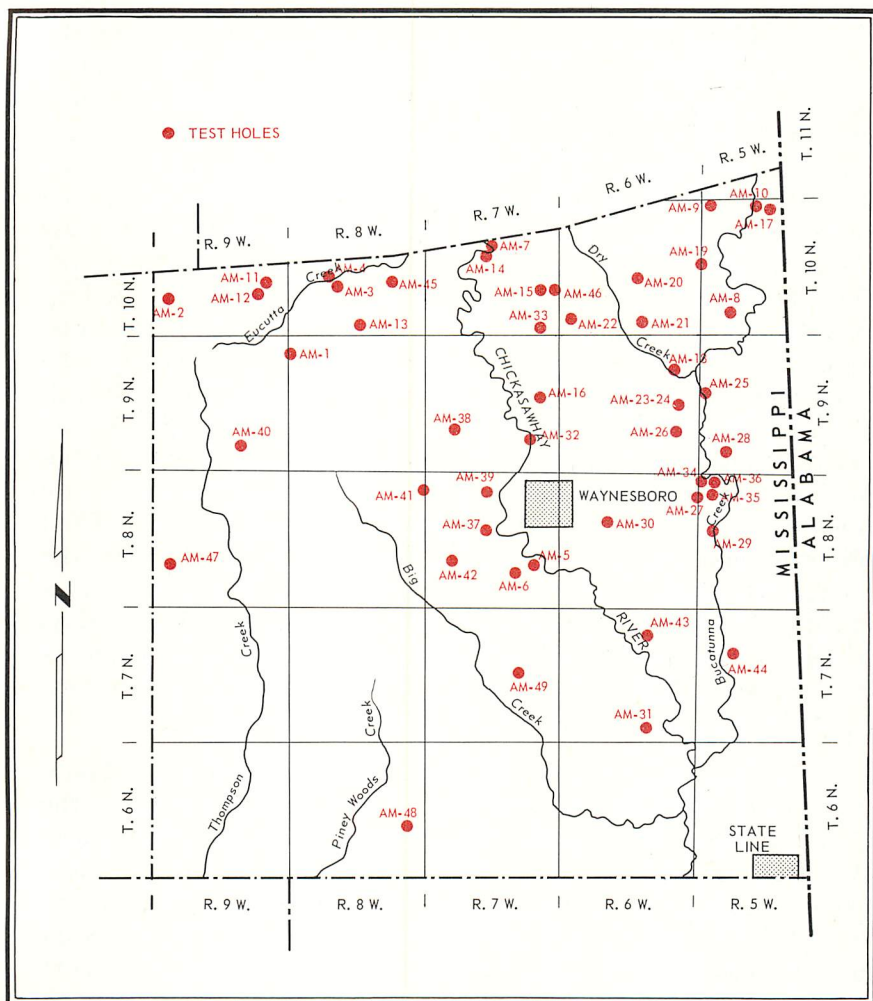 TEST HOLES
T. 11 N.
R. 5 W.
R. 6 W.
R. 7 W.
R. 8 W.
R. 9 W.
AM-10
AM-9
AM-17
AM-7
AM-14
AM-19
T. 10 N.
Dry
Creek
AM-4
AM-11
AM-12
AM-3
AM-45
AM-20
AM-15
AM-46
T. 10 N.
AM-2
AM-8
Eucutta
Creek
AM-13
AM-33
AM-22
AM-21
AM-1
CHICKASAWHAY
RIVER
AM-18
AM-25
AM-16
AM-23-24
T. 9 N.
T. 9 N.
MISSISSIPPI
ALABAMA
AM-38
AM-32
AM-26
AM-40
AM-28
AM-34
AM-36
AM-41
AM-39
WAYNESBORO
AM-27
AM-35
AM-37
AM-30
Creek
AM-29
T. 8 N.
T. 8 N.
AM-47
AM-42
AM-5
AM-6
Big
Creek
N
AM-43
AM-44
Bucatunna
T. 7 N.
T. 7 N.
AM-49
AM-31
Thompson
Creek
Piney Woods
Creek
AM-48
T. 6 N.
T. 6 N.
STATE
LINE
R. 9 W.
R. 8 W.
R. 7 W.
R. 6 W.
R. 5 W.